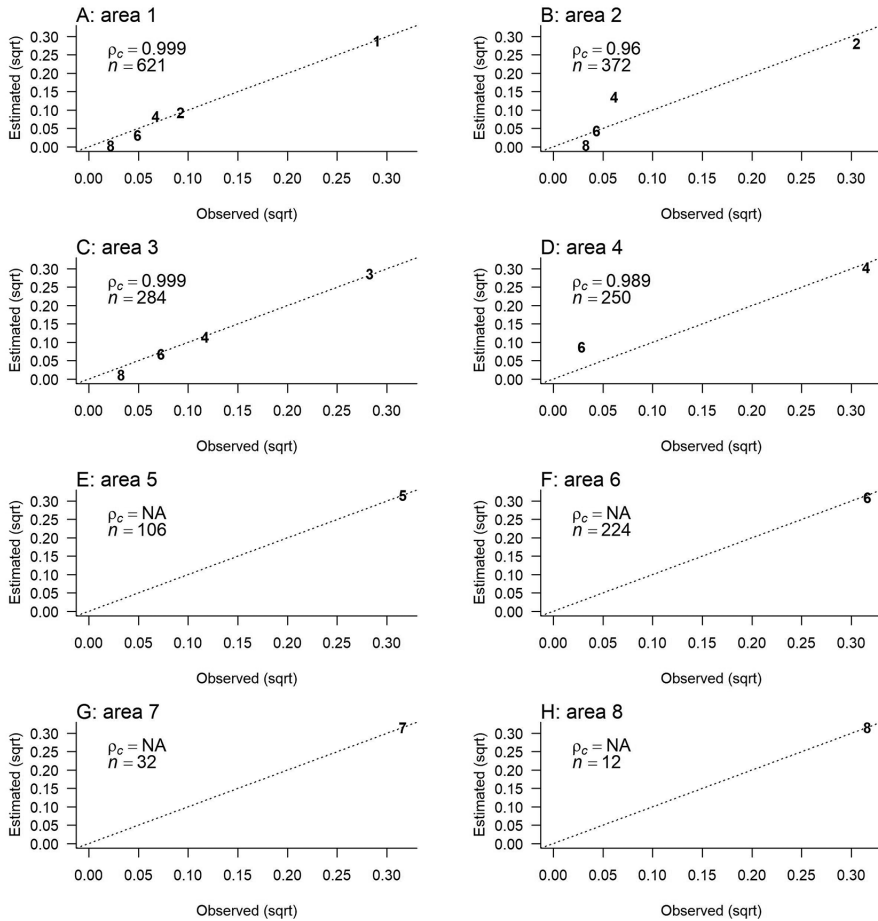 A: area 1
ρc = 0.999
n = 621
Estimated (sqrt)
0.30
0.25
0.20
0.15
0.10
0.05
0.00
1
2
4
6
8
0.00 0.05 0.10 0.15 0.20 0.25 0.30
Observed (sqrt)
B: area 2
ρc = 0.96
n = 372
Estimated (sqrt)
0.30
0.25
0.20
0.15
0.10
0.05
0.00
2
4
6
8
0.00 0.05 0.10 0.15 0.20 0.25 0.30
Observed (sqrt)
C: area 3
ρc = 0.999
n = 284
Estimated (sqrt)
0.30
0.25
0.20
0.15
0.10
0.05
0.00
3
4
6
8
0.00 0.05 0.10 0.15 0.20 0.25 0.30
Observed (sqrt)
D: area 4
ρc = 0.989
n = 250
Estimated (sqrt)
0.30
0.25
0.20
0.15
0.10
0.05
0.00
4
6
0.00 0.05 0.10 0.15 0.20 0.25 0.30
Observed (sqrt)
E: area 5
ρc = NA
n = 106
Estimated (sqrt)
0.30
0.25
0.20
0.15
0.10
0.05
0.00
5
0.00 0.05 0.10 0.15 0.20 0.25 0.30
Observed (sqrt)
F: area 6
ρc = NA
n = 224
Estimated (sqrt)
0.30
0.25
0.20
0.15
0.10
0.05
0.00
6
0.00 0.05 0.10 0.15 0.20 0.25 0.30
Observed (sqrt)
G: area 7
ρc = NA
n = 32
Estimated (sqrt)
0.30
0.25
0.20
0.15
0.10
0.05
0.00
7
0.00 0.05 0.10 0.15 0.20 0.25 0.30
Observed (sqrt)
H: area 8
ρc = NA
n = 12
Estimated (sqrt)
0.30
0.25
0.20
0.15
0.10
0.05
0.00
8
0.00 0.05 0.10 0.15 0.20 0.25 0.30
Observed (sqrt)